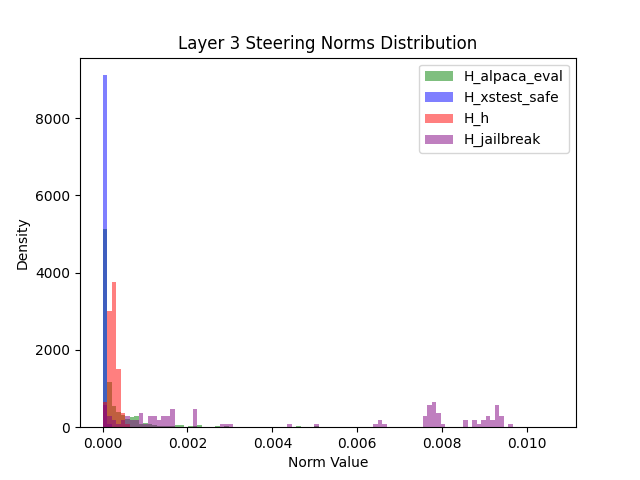 Layer 3 Steering Norms Distribution
H_alpaca_eval
H_xstest_safe
H_h
H_jailbreak
Density
8000
6000
4000
2000
0
0.000
0.002
0.004
0.006
0.008
0.010
Norm Value